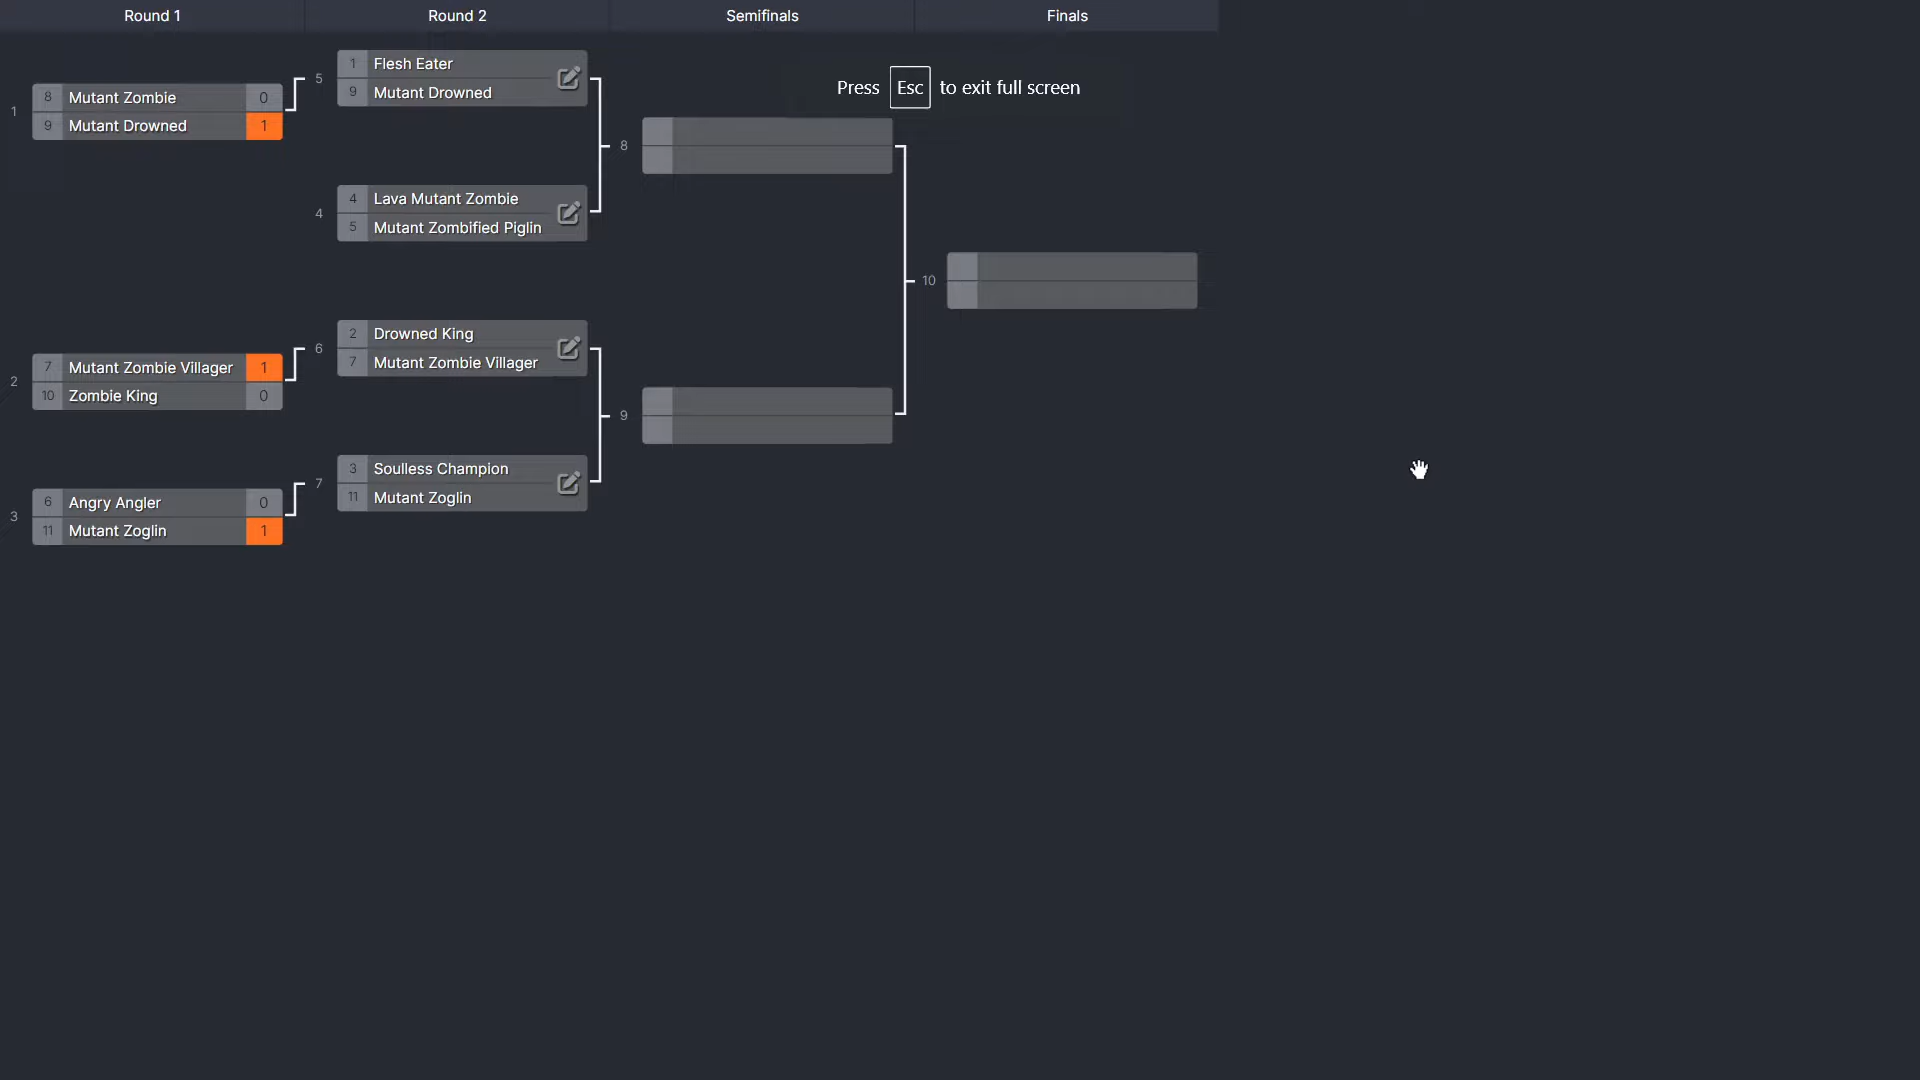 Round 1
Round 2
Semifinals
Finals
Press Esc to exit full screen
1
8 Mutant Zombie 0
9 Mutant Drowned 1
2
7 Mutant Zombie Villager 1
10 Zombie King 0
3
6 Angry Angler 0
11 Mutant Zoglin 1
5
1 Flesh Eater
9 Mutant Drowned
4
4 Lava Mutant Zombie
5 Mutant Zombified Piglin
6
2 Drowned King
7 Mutant Zombie Villager
7
3 Soulless Champion
11 Mutant Zoglin
8
9
10